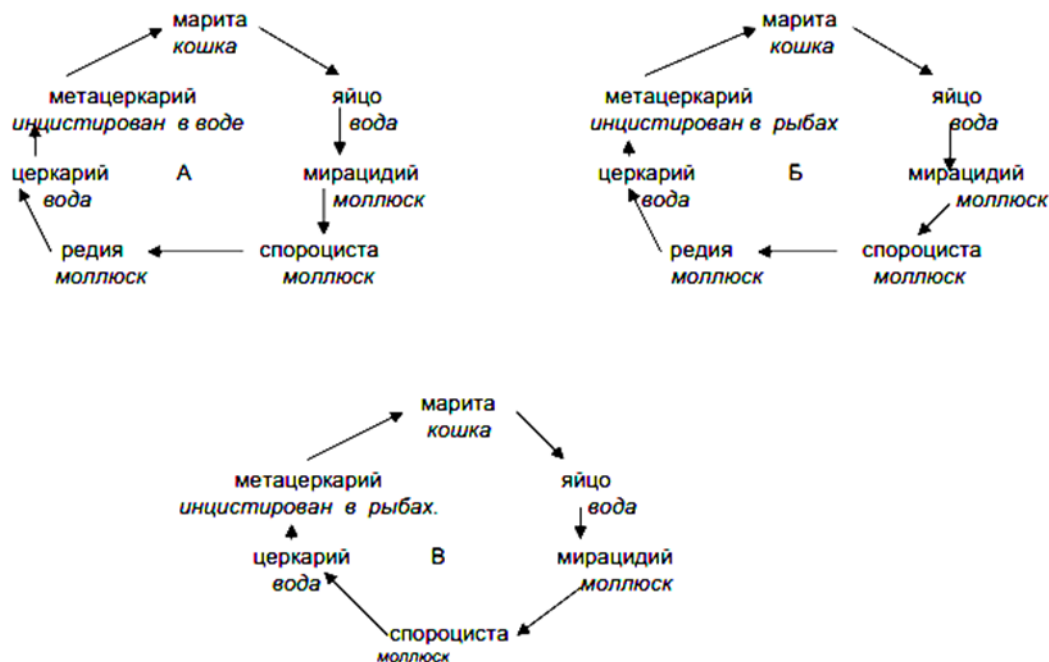 марита
кошка
метацеркарий
инцистирован в воде
яйцо
вода
церкарий
вода
А
мирацидий
моллюск
редия
моллюск
спороциста
моллюск
марита
кошка
метацеркарий
инцистирован в рыбах
яйцо
вода
церкарий
вода
Б
мирацидий
моллюск
редия
моллюск
спороциста
моллюск
марита
кошка
метацеркарий
инцистирован в рыбах.
яйцо
вода
церкарий
вода
В
мирацидий
моллюск
спороциста
моллюск